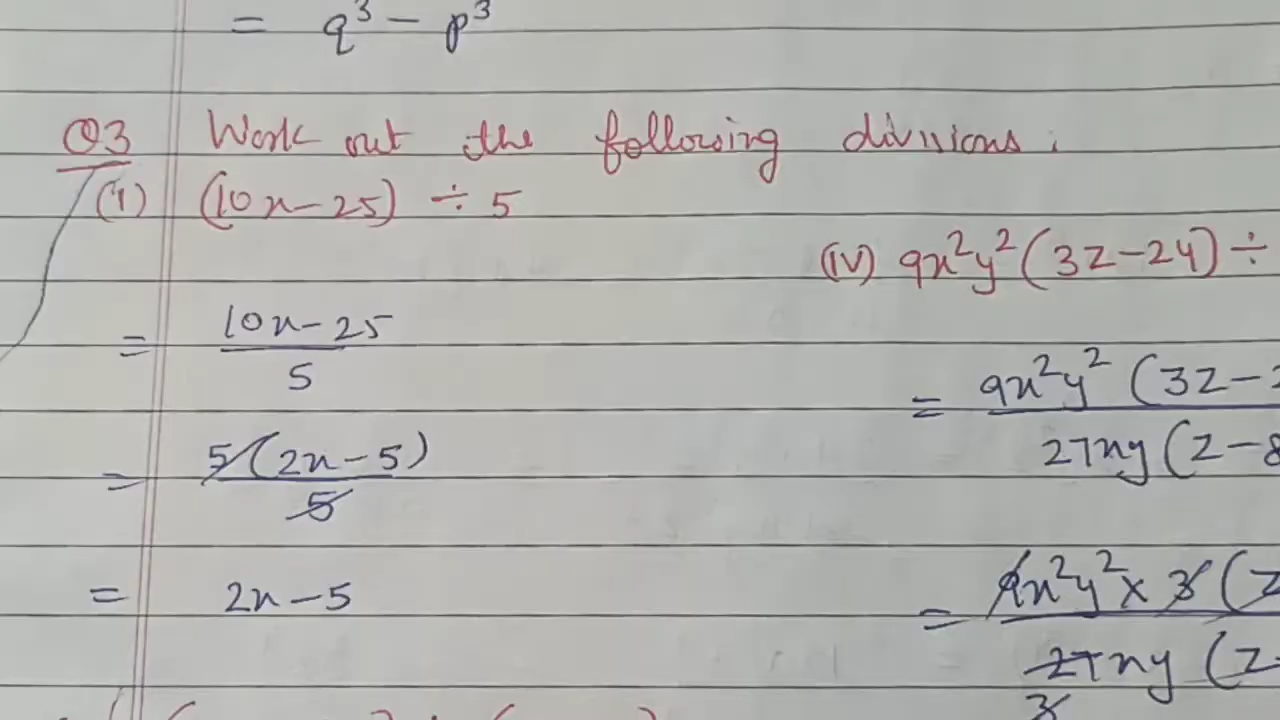 = q³ - p³
Q3 Work out the following divisions.
(i) (10x-25) ÷ 5
= 10x-25
5
= 5(2x-5)
5
= 2x-5
(iv) 9x²y²(3z-24) ÷
= 9x²y² (3z-
27xy(z-8
= 9x²y² x 3 (z
27xy (z-
3